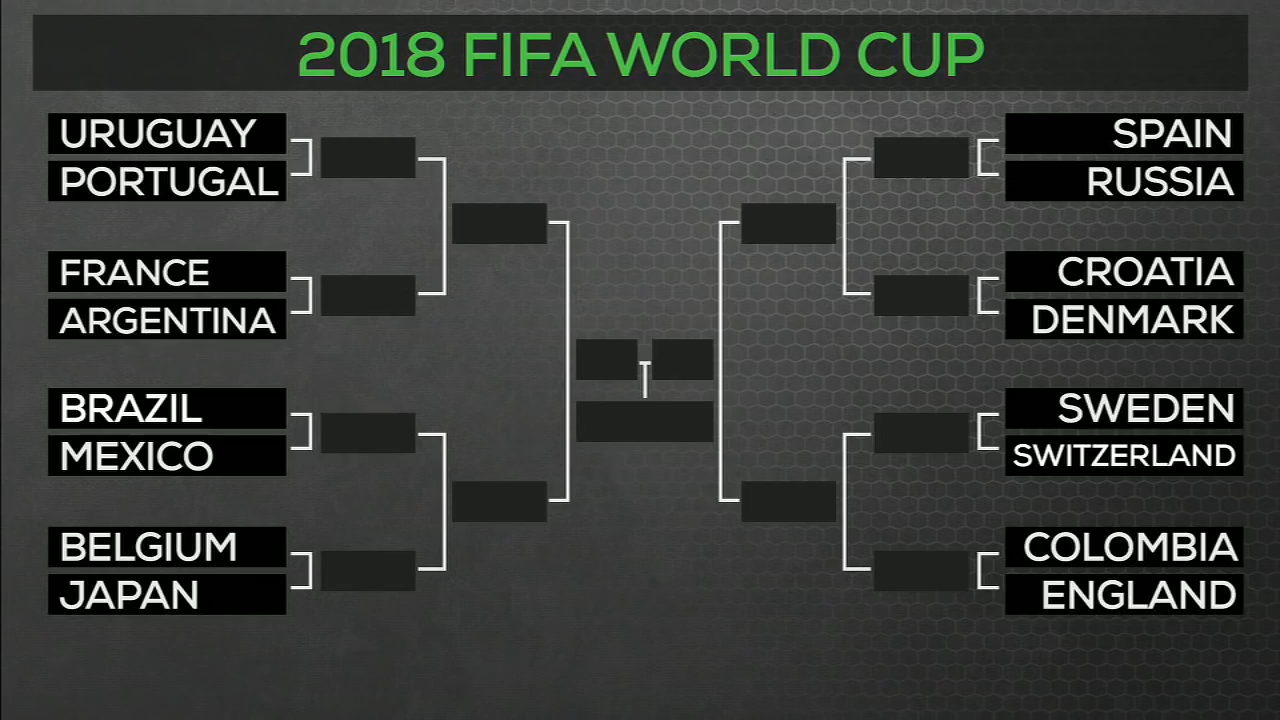 2018 FIFA WORLD CUP
URUGUAY
PORTUGAL
FRANCE
ARGENTINA
BRAZIL
MEXICO
BELGIUM
JAPAN
SPAIN
RUSSIA
CROATIA
DENMARK
SWEDEN
SWITZERLAND
COLOMBIA
ENGLAND